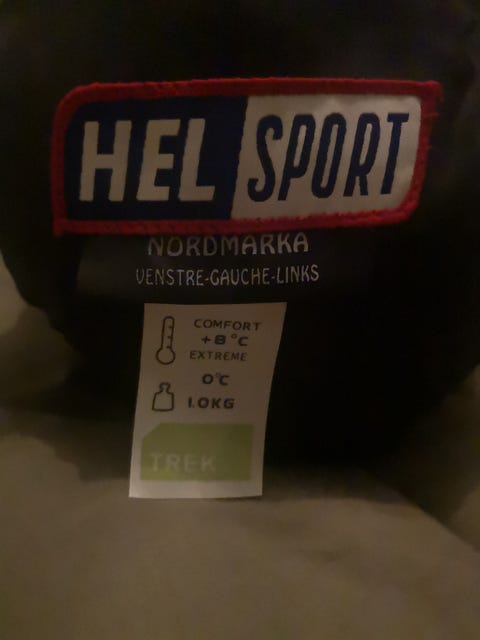 HEL SPORT
NORDMARKA
VENSTRE-GAUCHE-LINKS
COMFORT
+8°C
EXTREME
0°C
1.0KG
TREK